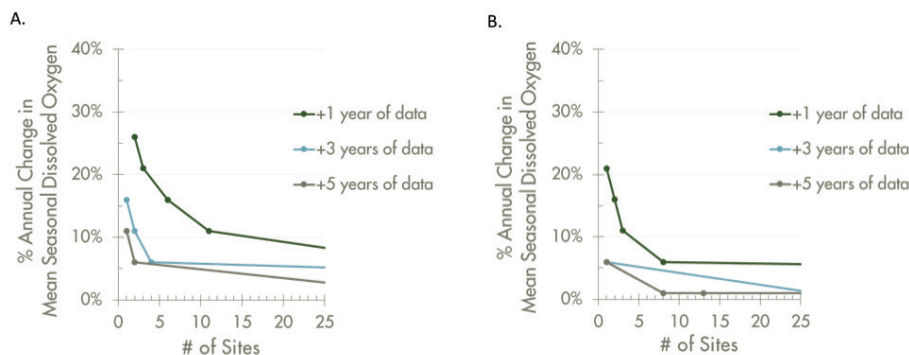 A.
% Annual Change in
Mean Seasonal Dissolved Oxygen
40%
30%
20%
10%
0%
0 5 10 15 20 25
# of Sites
+1 year of data
+3 years of data
+5 years of data
B.
% Annual Change in
Mean Seasonal Dissolved Oxygen
40%
30%
20%
10%
0%
0 5 10 15 20 25
# of Sites
+1 year of data
+3 years of data
+5 years of data